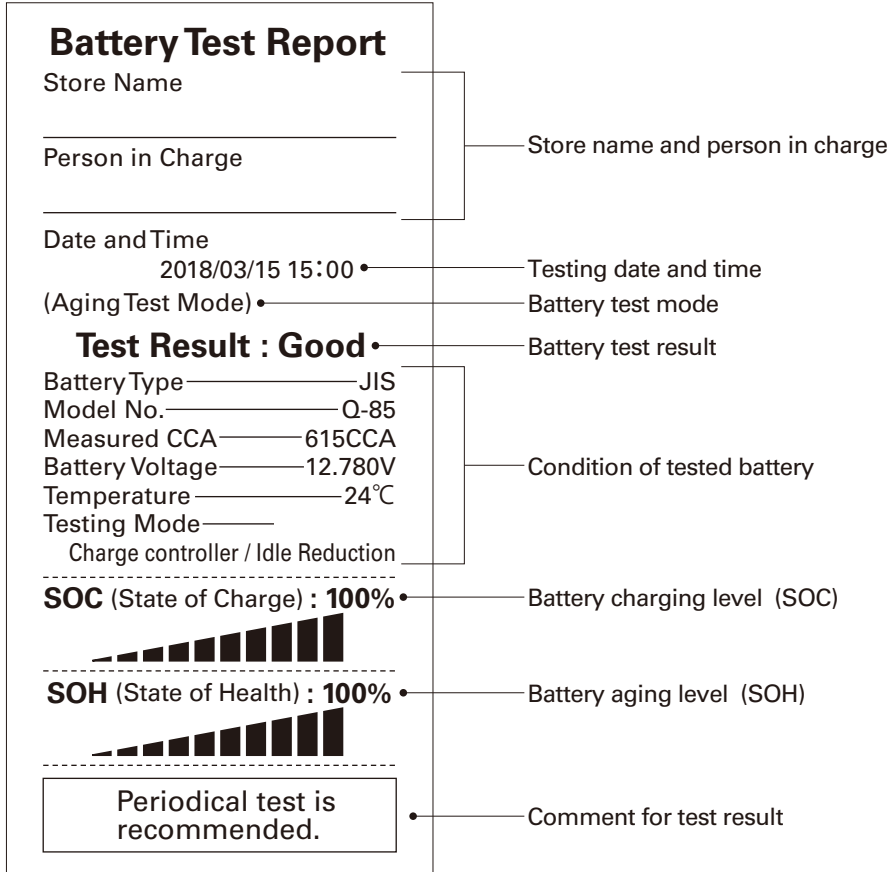 Battery Test Report
Store Name
Person in Charge
Store name and person in charge
Date and Time
2018/03/15 15:00
Testing date and time
(Aging Test Mode)
Battery test mode
Test Result : Good
Battery test result
Battery Type JIS
Model No. Q-85
Measured CCA 615CCA
Battery Voltage 12.780V
Temperature 24℃
Testing Mode
Charge controller / Idle Reduction
Condition of tested battery
SOC (State of Charge) : 100%
Battery charging level (SOC)
SOH (State of Health) : 100%
Battery aging level (SOH)
Periodical test is
recommended.
Comment for test result